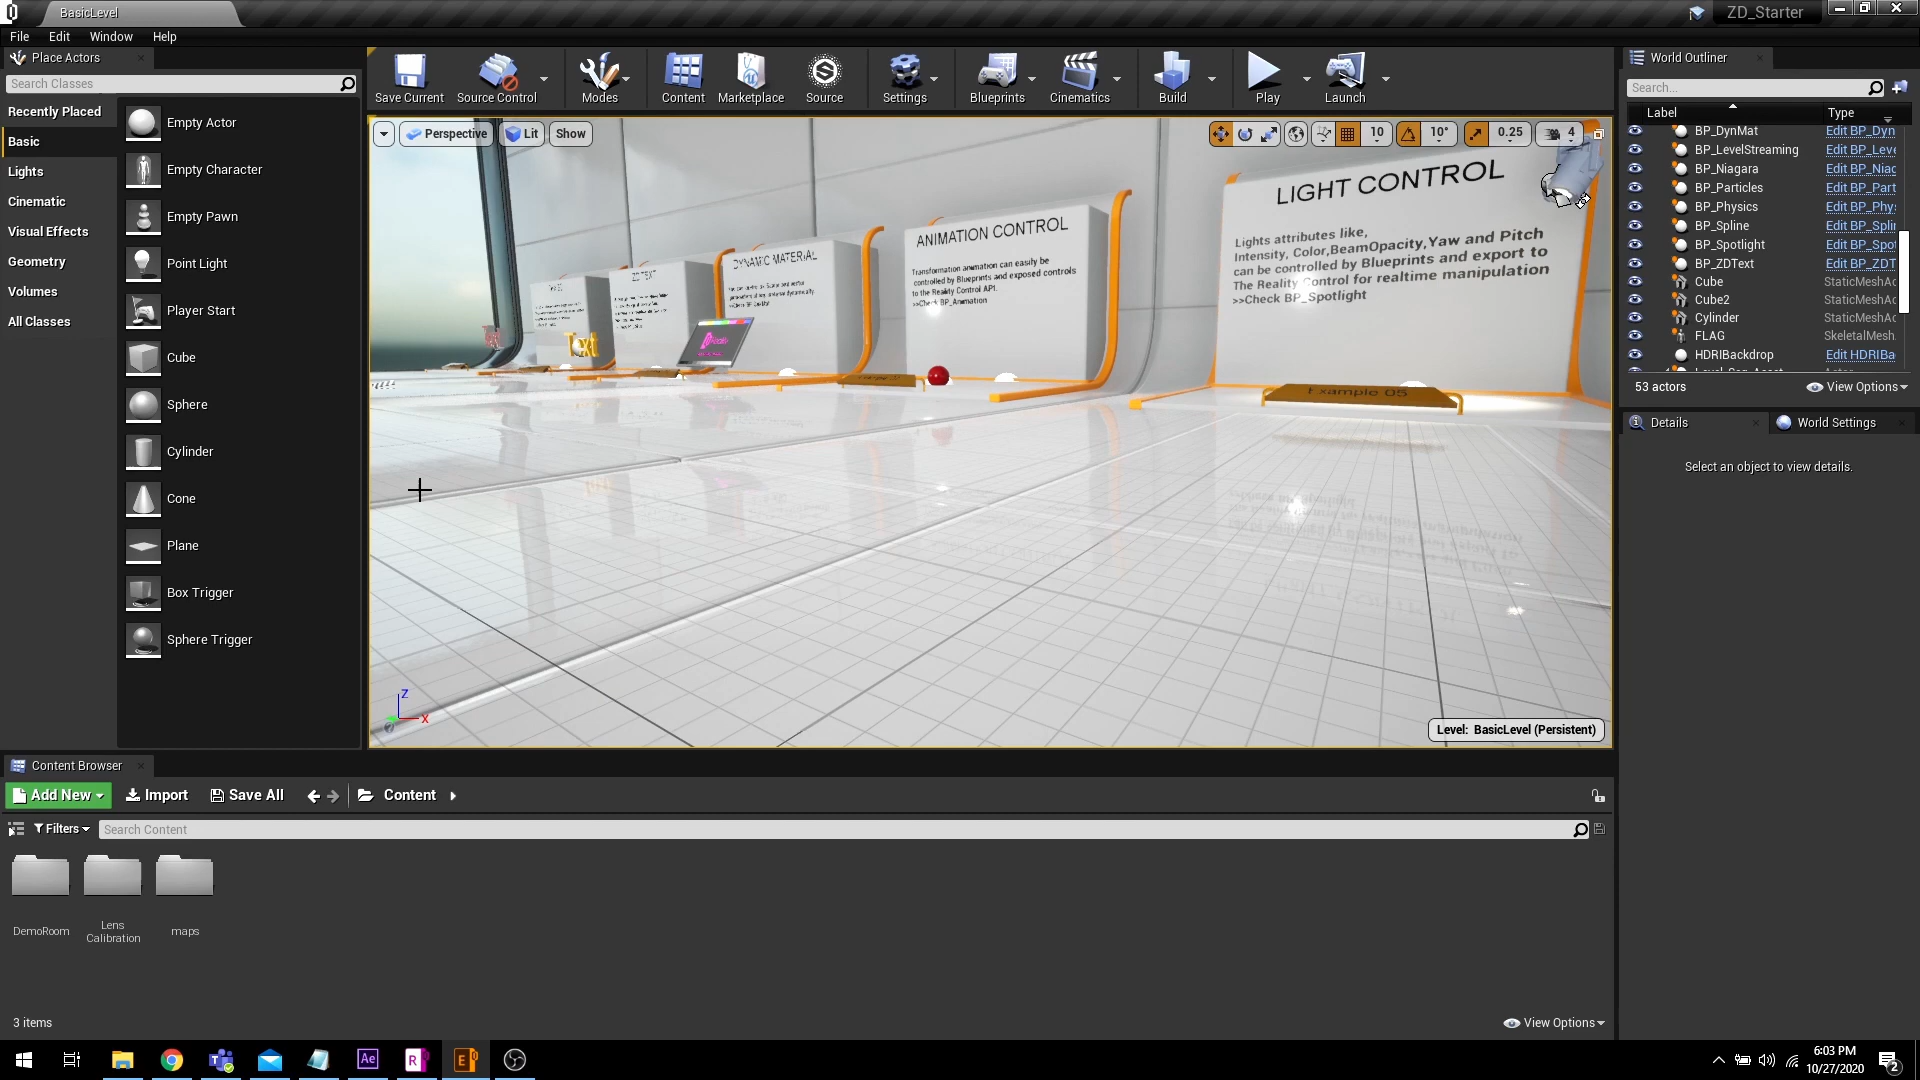 BasicLevel
ZD_Starter
File Edit Window Help
Place Actors
Search Classes
Recently Placed
Basic
Lights
Cinematic
Visual Effects
Geometry
Volumes
All Classes
Empty Actor
Empty Character
Empty Pawn
Point Light
Player Start
Cube
Sphere
Cylinder
Cone
Plane
Box Trigger
Sphere Trigger
Save Current
Source Control
Modes
Content
Marketplace
Source
Settings
Blueprints
Cinematics
Build
Play
Launch
Perspective
Lit
Show
10
10°
0.25
4
DYNAMIC MATERIAL
ANIMATION CONTROL
Transformation animation can easily be
controlled by Blueprints and exposed controls
to the Reality Control API.
>>Check BP_Animation
LIGHT CONTROL
Lights attributes like,
Intensity, Color,BeamOpacity,Yaw and Pitch
can be controlled by Blueprints and export to
The Reality Control for realtime manipulation
>>Check BP_Spotlight
Text
Example 05
Z
X
Level: BasicLevel (Persistent)
World Outliner
Search...
Label Type
BP_DynMat Edit BP_Dyn
BP_LevelStreaming Edit BP_Leve
BP_Niagara Edit BP_Niag
BP_Particles Edit BP_Part
BP_Physics Edit BP_Phy
BP_Spline Edit BP_Spli
BP_Spotlight Edit BP_Spot
BP_ZDText Edit BP_ZDT
Cube StaticMeshAc
Cube2 StaticMeshAc
Cylinder StaticMeshAc
FLAG SkeletalMesh
HDRIBackdrop Edit HDRIBa
53 actors
View Options
Details
World Settings
Select an object to view details.
Content Browser
Add New
Import
Save All
Content
Filters
Search Content
DemoRoom
Lens
Calibration
maps
3 items
View Options
Ae
R
E
6:03 PM
10/27/2020
2